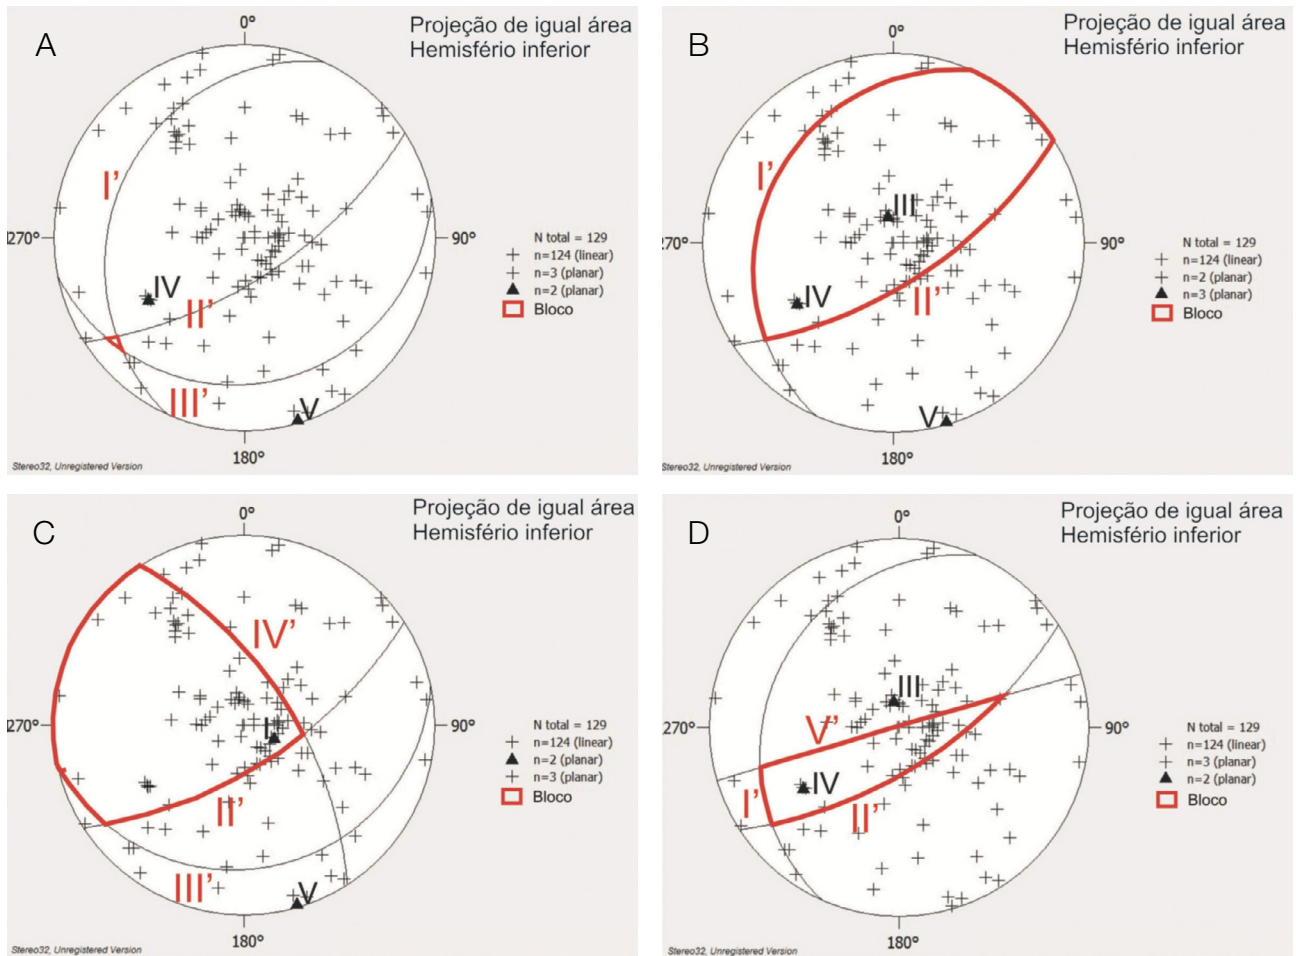 A
0°
Projeção de igual área
Hemisfério inferior
I'
270°
90°
N total = 129
n=124 (linear)
n=3 (planar)
n=2 (planar)
Bloco
IV
II'
III'
V
180°
Stereo32, Unregistered Version
B
0°
Projeção de igual área
Hemisfério inferior
I'
III
270°
90°
N total = 129
n=124 (linear)
n=2 (planar)
n=3 (planar)
Bloco
IV
II'
V
180°
Stereo32, Unregistered Version
C
0°
Projeção de igual área
Hemisfério inferior
IV'
270°
I
90°
N total = 129
n=124 (linear)
n=2 (planar)
n=3 (planar)
Bloco
II'
III'
V
180°
Stereo32, Unregistered Version
D
0°
Projeção de igual área
Hemisfério inferior
III
270°
V'
90°
N total = 129
n=124 (linear)
n=3 (planar)
n=2 (planar)
Bloco
I'
IV
II'
180°
Stereo32, Unregistered Version